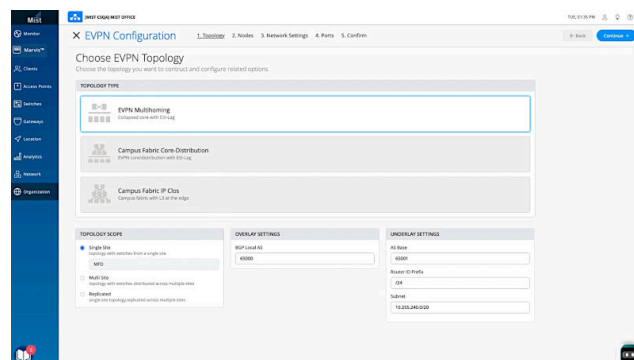 Mist
[MIST CSQA] MIST OFFICE
TUE, 01:35 PM
Monitor
Marvis™
Clients
Access Points
Switches
Gateways
Location
Analytics
Network
Organization
EVPN Configuration
1. Topology 2. Nodes 3. Network Settings 4. Ports 5. Confirm
Back
Continue
Choose EVPN Topology
Choose the topology you want to construct and configure related options.
TOPOLOGY TYPE
EVPN Multihoming
Collapsed core with ESI-Lag
Campus Fabric Core-Distribution
EVPN core/distribution with ESI-Lag
Campus Fabric IP Clos
Campus fabric with L3 at the edge
TOPOLOGY SCOPE
Single Site
topology with switches from a single site
Multi Site
topology with switches distributed across multiple sites
Replicated
single site topology replicated across multiple sites
OVERLAY SETTINGS
BGP Local AS
65000
UNDERLAY SETTINGS
AS Base
65001
Router ID Prefix
/24
Subnet
10.255.240.0/20